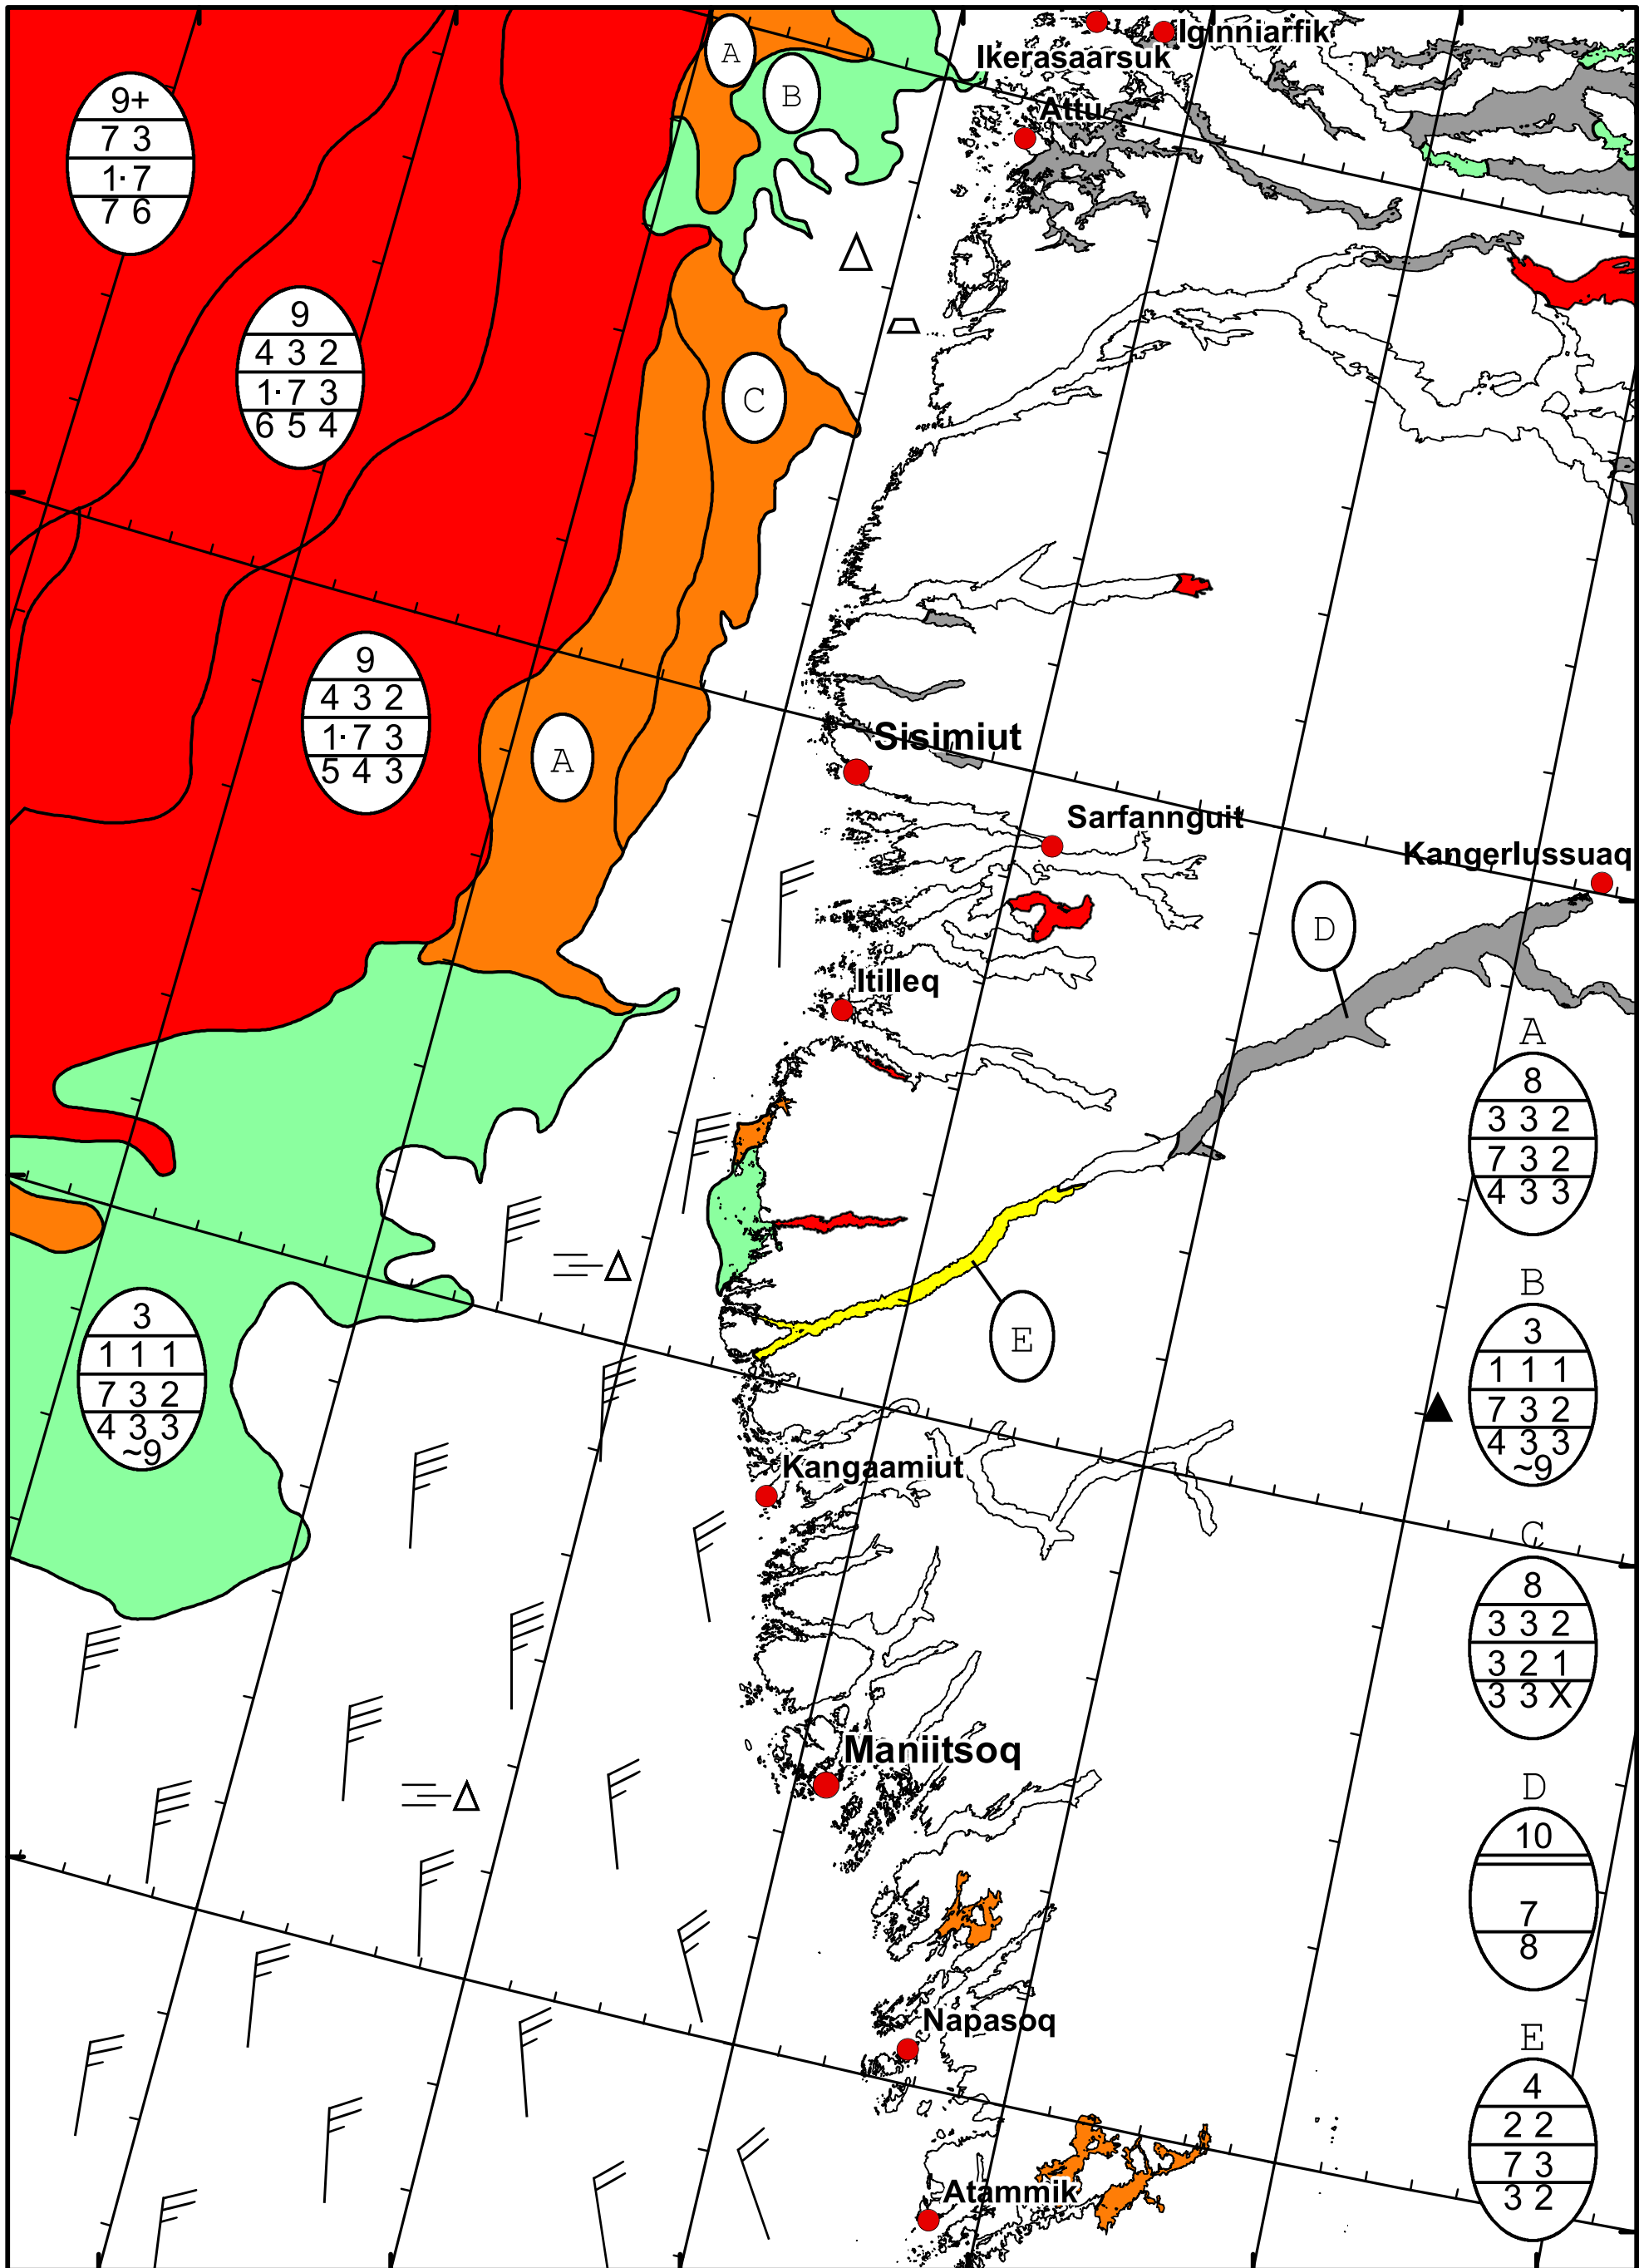 Iginniarfik
Ikerasaarsuk
A
B
9+
7 3
1· 7
7 6
Attu
9
4 3 2
1· 7 3
6 5 4
C
9
4 3 2
1· 7 3
5 4 3
Sisimiut
A
Sarfannguit
Kangerlussuaq
D
Itilleq
A
8
3 3 2
7 3 2
4 3 3
B
3
1 1 1
7 3 2
4 3 3
~9
3
1 1 1
7 3 2
4 3 3
~9
E
Kangaamiut
C
8
3 3 2
3 2 1
3 3 X
Maniitsoq
D
10
7
8
Napasoq
E
4
2 2
7 3
3 2
Atammik